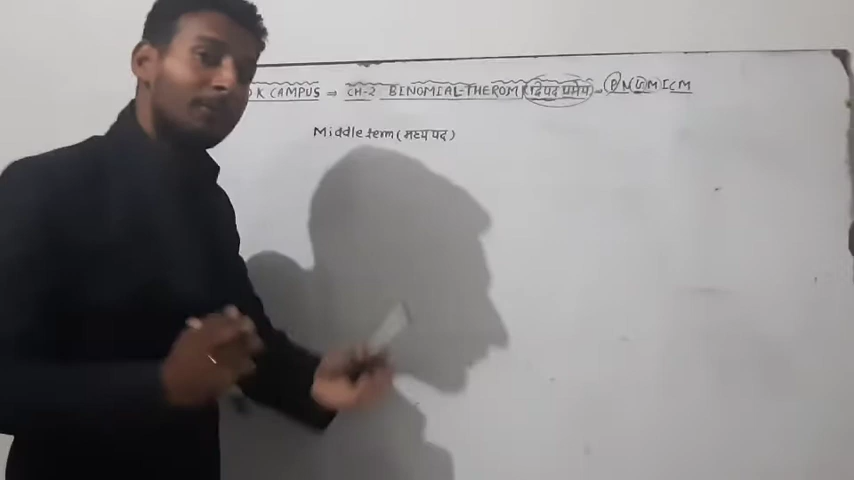 K CAMPUS ⇒ CH-2 BINOMIAL-THEROM (द्विपद प्रमेय)
Middle term (मध्य पद)